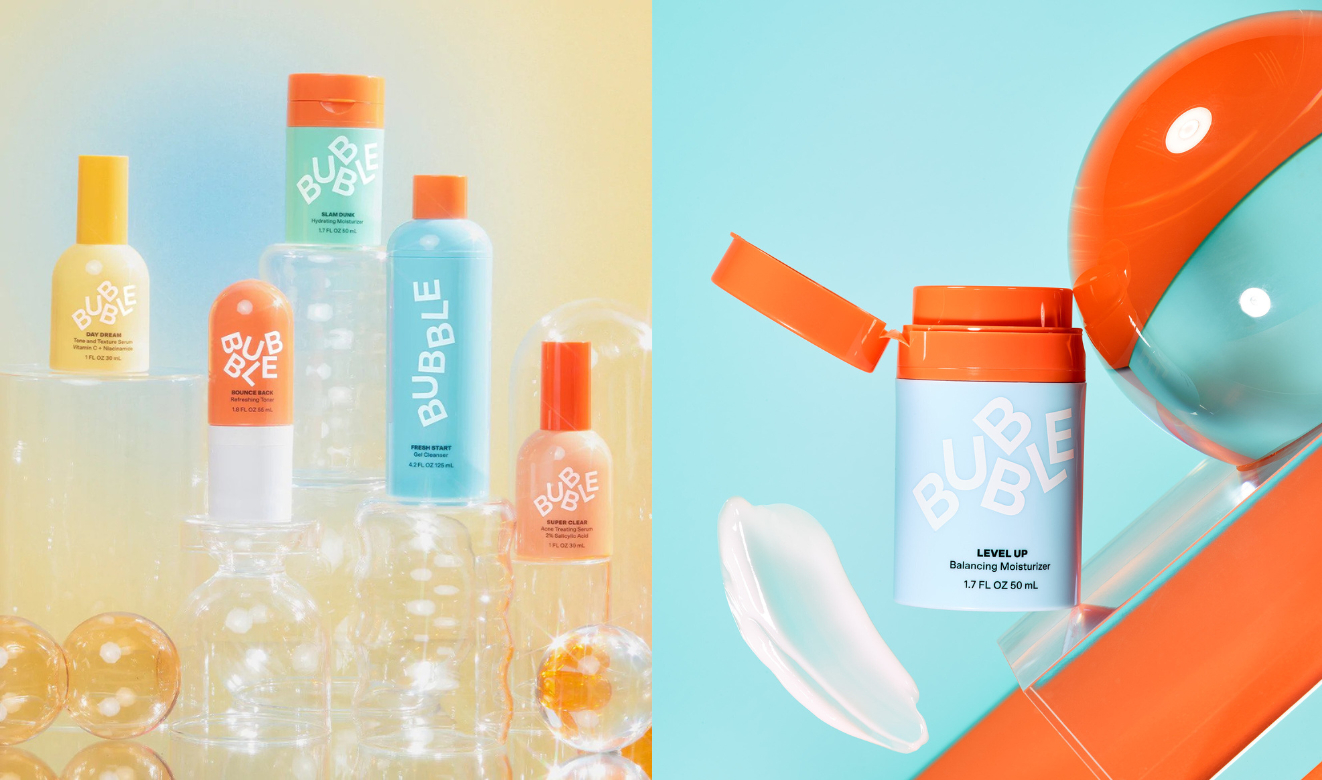 BUBBLE
DAY DREAM
Tone and Texture Serum
Vitamin C + Niacinamide
1 FL OZ 30 mL
BUBBLE
BOUNCE BACK
Refreshing Toner
1.8 FL OZ 55 mL
BUBBLE
SLAM DUNK
Hydrating Moisturizer
1.7 FL OZ 50 mL
BUBBLE
FRESH START
Gel Cleanser
4.2 FL OZ 125 mL
BUBBLE
SUPER CLEAR
Acne Treating Serum
2% Salicylic Acid
1 FL OZ 30 mL
BUBBLE
LEVEL UP
Balancing Moisturizer
1.7 FL OZ 50 mL